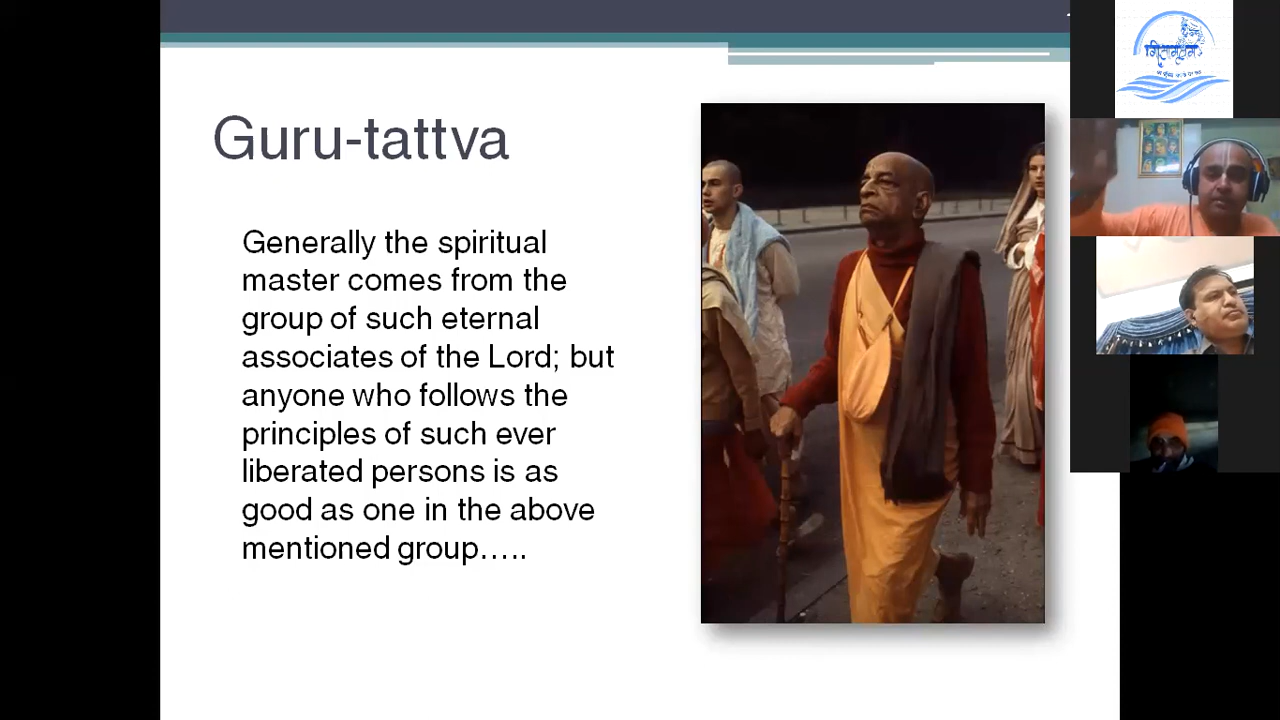 Guru-tattva
Generally the spiritual
master comes from the
group of such eternal
associates of the Lord; but
anyone who follows the
principles of such ever
liberated persons is as
good as one in the above
mentioned group…..